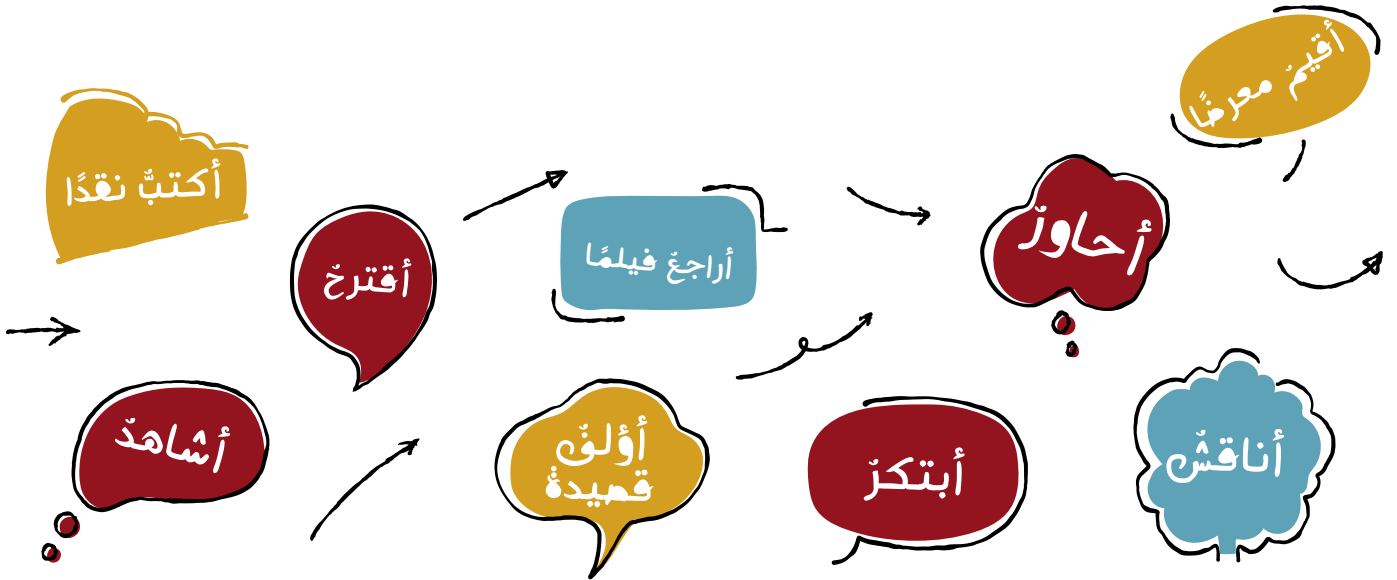 أقيمٌ معرضًا
أكتبٌّ نقدًا
أحاورٌ
أراجعٌ فيلمًا
أقترحٌ
أناقشٌ
أبتكرٌ
أؤلفٌ
قصيدةٌ
أشاهدٌ